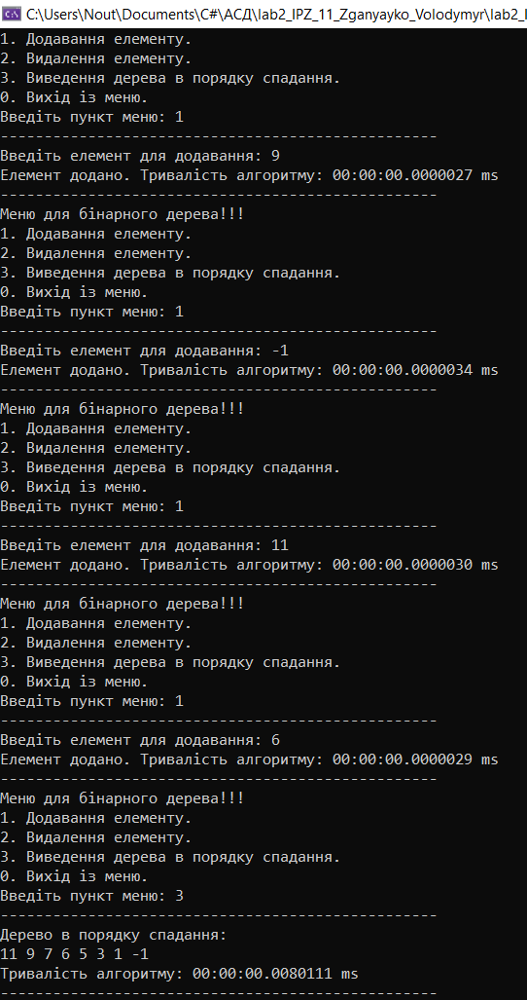 C:\Users\Nout\Documents\C#\АСД\lab2_IPZ_11_Zganyayko_Volodymyr\lab2_I
1. Додавання елементу.
2. Видалення елементу.
3. Виведення дерева в порядку спадання.
0. Вихід із меню.
Введіть пункт меню: 1
--------------------------------------------------
Введіть елемент для додавання: 9
Елемент додано. Тривалість алгоритму: 00:00:00.0000027 ms
--------------------------------------------------
Меню для бінарного дерева!!!
1. Додавання елементу.
2. Видалення елементу.
3. Виведення дерева в порядку спадання.
0. Вихід із меню.
Введіть пункт меню: 1
--------------------------------------------------
Введіть елемент для додавання: -1
Елемент додано. Тривалість алгоритму: 00:00:00.0000034 ms
--------------------------------------------------
Меню для бінарного дерева!!!
1. Додавання елементу.
2. Видалення елементу.
3. Виведення дерева в порядку спадання.
0. Вихід із меню.
Введіть пункт меню: 1
--------------------------------------------------
Введіть елемент для додавання: 11
Елемент додано. Тривалість алгоритму: 00:00:00.0000030 ms
--------------------------------------------------
Меню для бінарного дерева!!!
1. Додавання елементу.
2. Видалення елементу.
3. Виведення дерева в порядку спадання.
0. Вихід із меню.
Введіть пункт меню: 1
--------------------------------------------------
Введіть елемент для додавання: 6
Елемент додано. Тривалість алгоритму: 00:00:00.0000029 ms
--------------------------------------------------
Меню для бінарного дерева!!!
1. Додавання елементу.
2. Видалення елементу.
3. Виведення дерева в порядку спадання.
0. Вихід із меню.
Введіть пункт меню: 3
--------------------------------------------------
Дерево в порядку спадання:
11 9 7 6 5 3 1 -1
Тривалість алгоритму: 00:00:00.0080111 ms
--------------------------------------------------